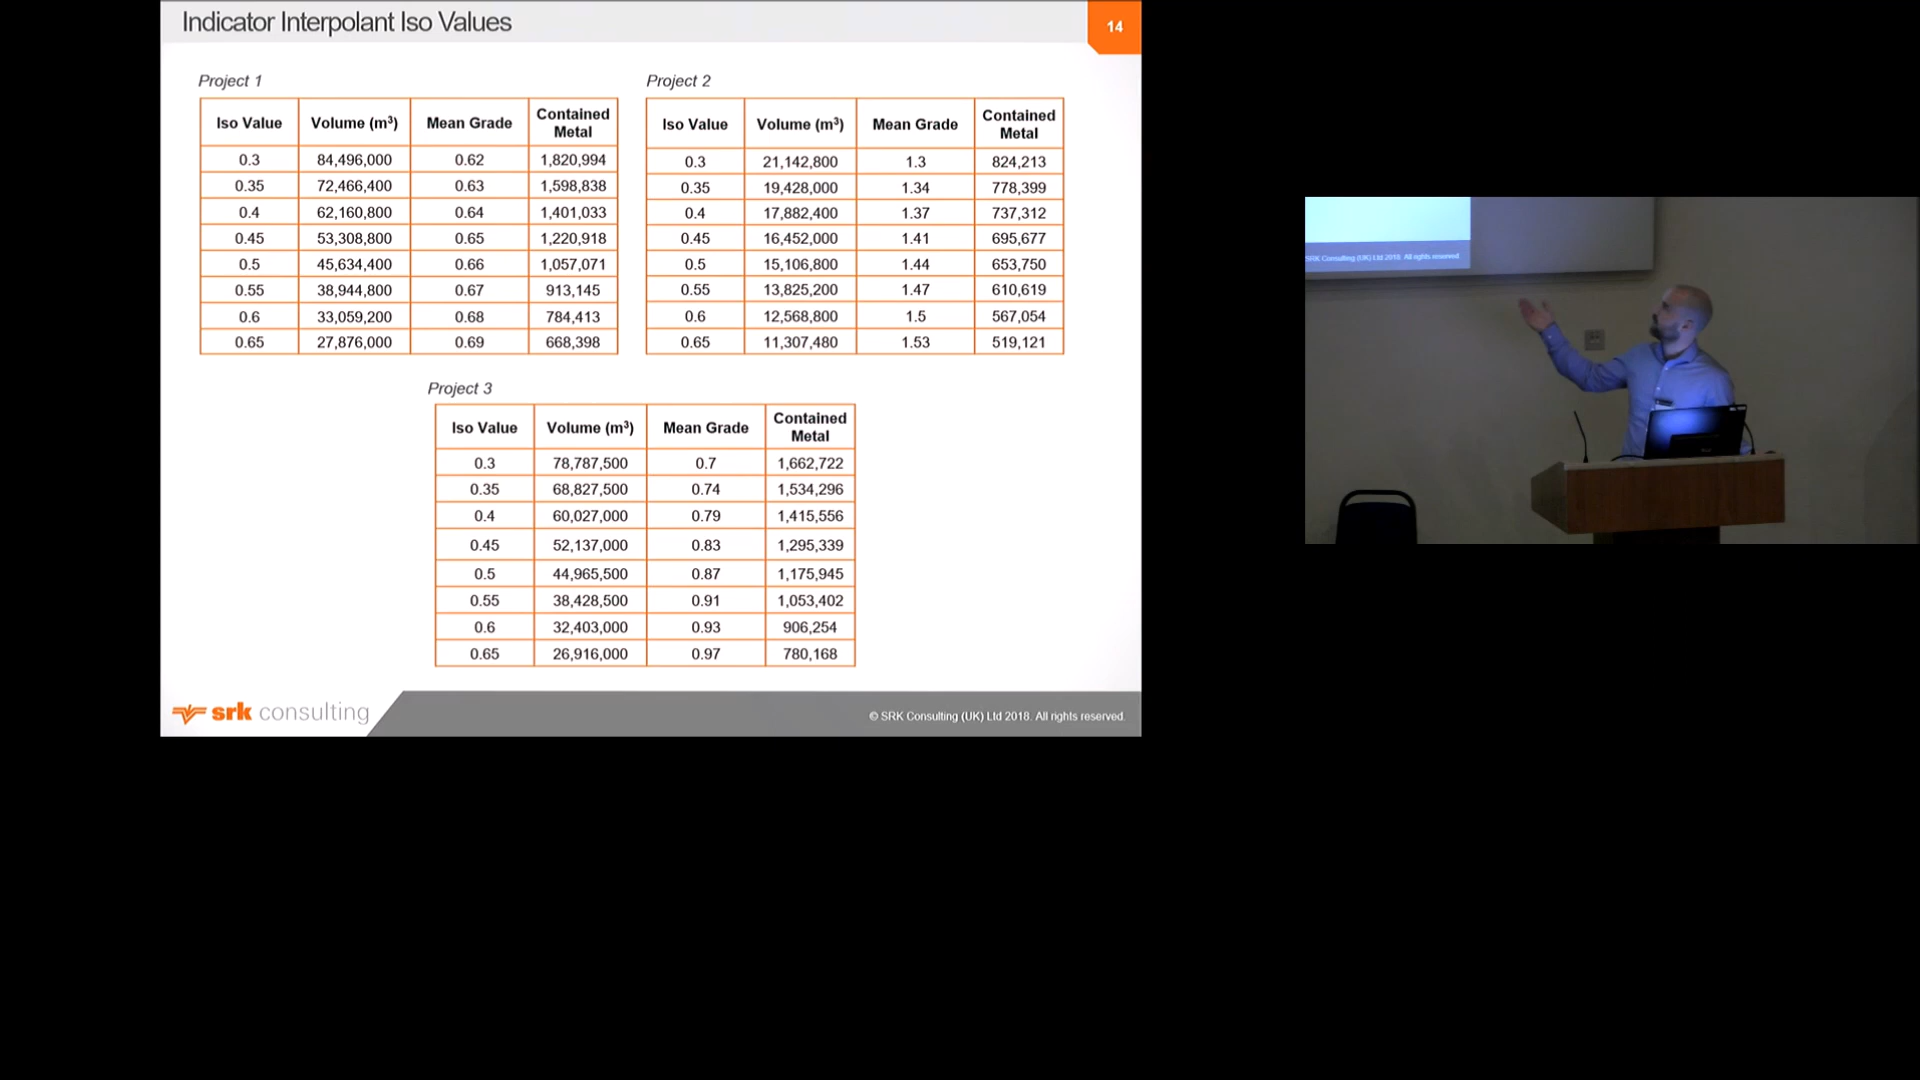 Indicator Interpolant Iso Values
14
Project 1
Iso Value Volume (m³) Mean Grade Contained Metal
0.3 84,496,000 0.62 1,820,994
0.35 72,466,400 0.63 1,598,838
0.4 62,160,800 0.64 1,401,033
0.45 53,308,800 0.65 1,220,918
0.5 45,634,400 0.66 1,057,071
0.55 38,944,800 0.67 913,145
0.6 33,059,200 0.68 784,413
0.65 27,876,000 0.69 668,398
Project 2
Iso Value Volume (m³) Mean Grade Contained Metal
0.3 21,142,800 1.3 824,213
0.35 19,428,000 1.34 778,399
0.4 17,882,400 1.37 737,312
0.45 16,452,000 1.41 695,677
0.5 15,106,800 1.44 653,750
0.55 13,825,200 1.47 610,619
0.6 12,568,800 1.5 567,054
0.65 11,307,480 1.53 519,121
Project 3
Iso Value Volume (m³) Mean Grade Contained Metal
0.3 78,787,500 0.7 1,662,722
0.35 68,827,500 0.74 1,534,296
0.4 60,027,000 0.79 1,415,556
0.45 52,137,000 0.83 1,295,339
0.5 44,965,500 0.87 1,175,945
0.55 38,428,500 0.91 1,053,402
0.6 32,403,000 0.93 906,254
0.65 26,916,000 0.97 780,168
srk consulting
© SRK Consulting (UK) Ltd 2018. All rights reserved.
SRK Consulting (UK) Ltd 2018. All rights reserved